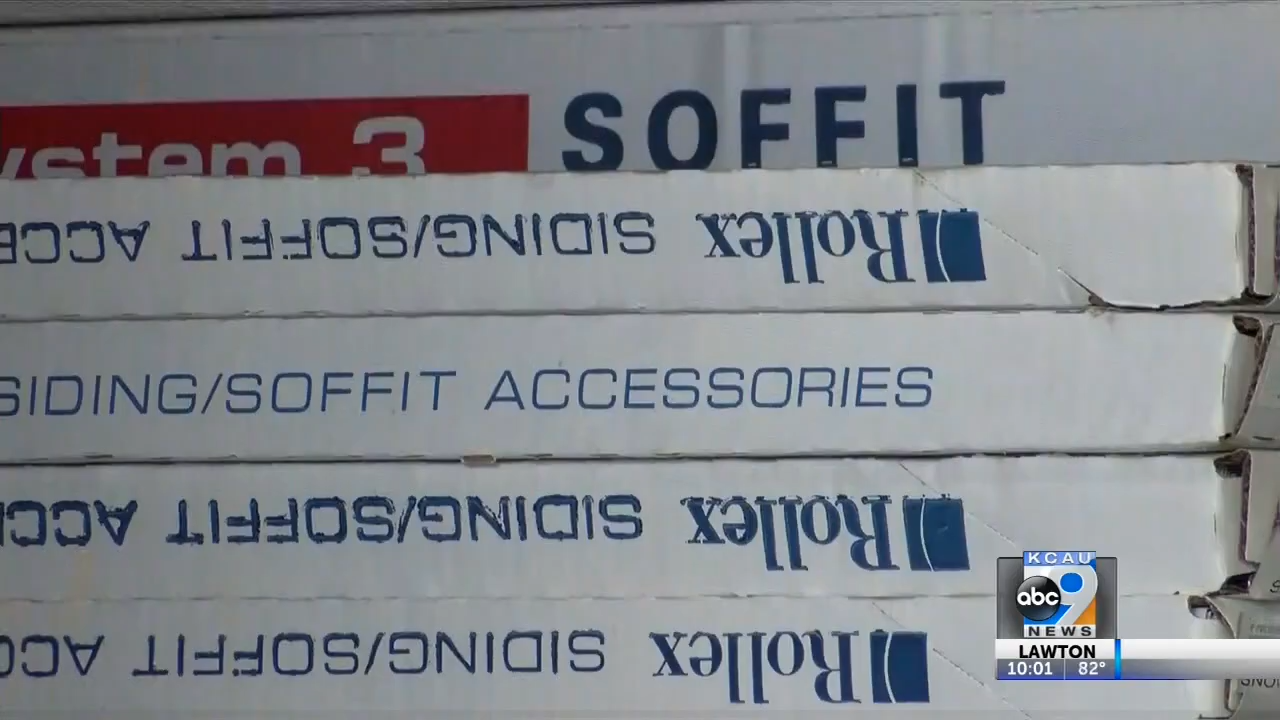 ystem 3 SOFFIT
Rollex SIDING/SOFFIT ACCE
SIDING/SOFFIT ACCESSORIES
Rollex SIDING/SOFFIT ACCE
Rollex SIDING/SOFFIT ACC
KCAU
abc 9
NEWS
LAWTON
10:01 82°